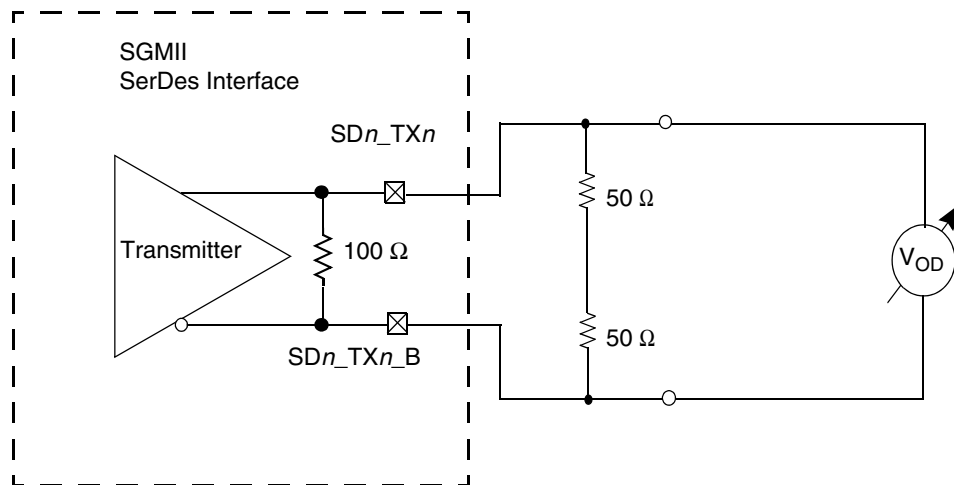 SGMII
SerDes Interface
SDn_TXn
50 Ω
Transmitter
100 Ω
VOD
50 Ω
SDn_TXn_B